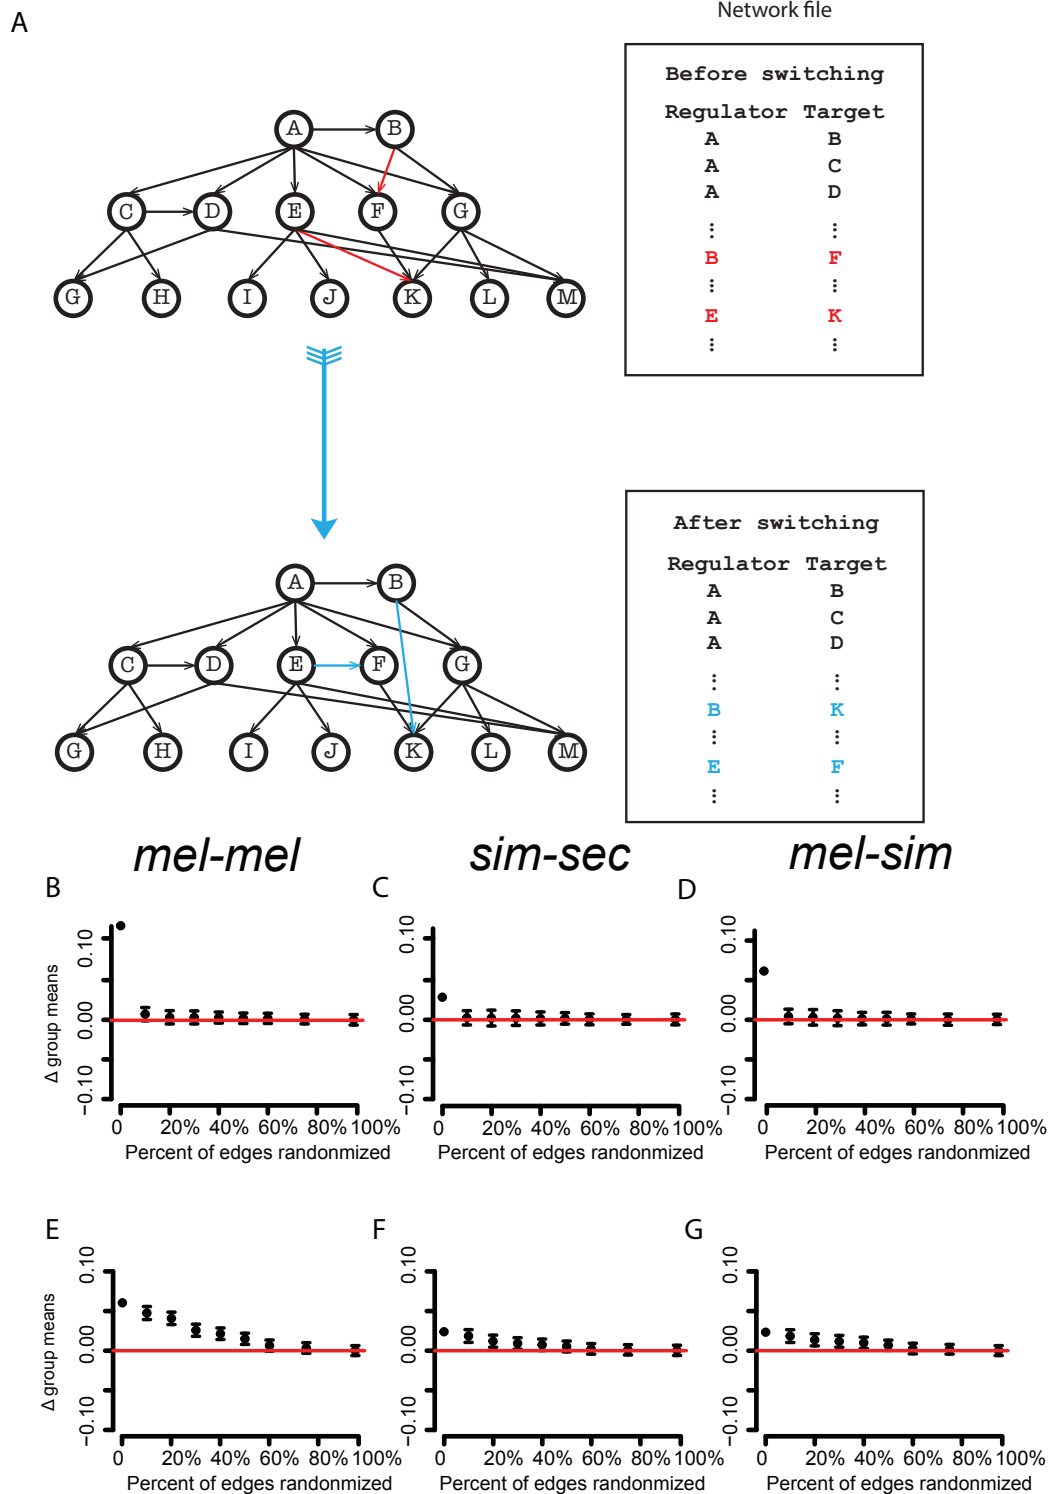 A
Network file
Before switching
Regulator Target
A B
A C
A D
⋮ ⋮
B F
⋮ ⋮
E K
⋮ ⋮
A B
C D E F G
G H I J K L M
After switching
Regulator Target
A B
A C
A D
⋮ ⋮
B K
⋮ ⋮
E F
⋮ ⋮
A B
C D E F G
G H I J K L M
mel-mel
sim-sec
mel-sim
B
Δ group means
0.10
0.00
−0.10
0 20% 40% 60% 80% 100%
Percent of edges randonmized
C
0.10
0.00
−0.10
0 20% 40% 60% 80% 100%
Percent of edges randonmized
D
0.10
0.00
−0.10
0 20% 40% 60% 80% 100%
Percent of edges randonmized
E
Δ group means
0.10
0.00
−0.10
0 20% 40% 60% 80% 100%
Percent of edges randonmized
F
0.10
0.00
−0.10
0 20% 40% 60% 80% 100%
Percent of edges randonmized
G
0.10
0.00
−0.10
0 20% 40% 60% 80% 100%
Percent of edges randonmized